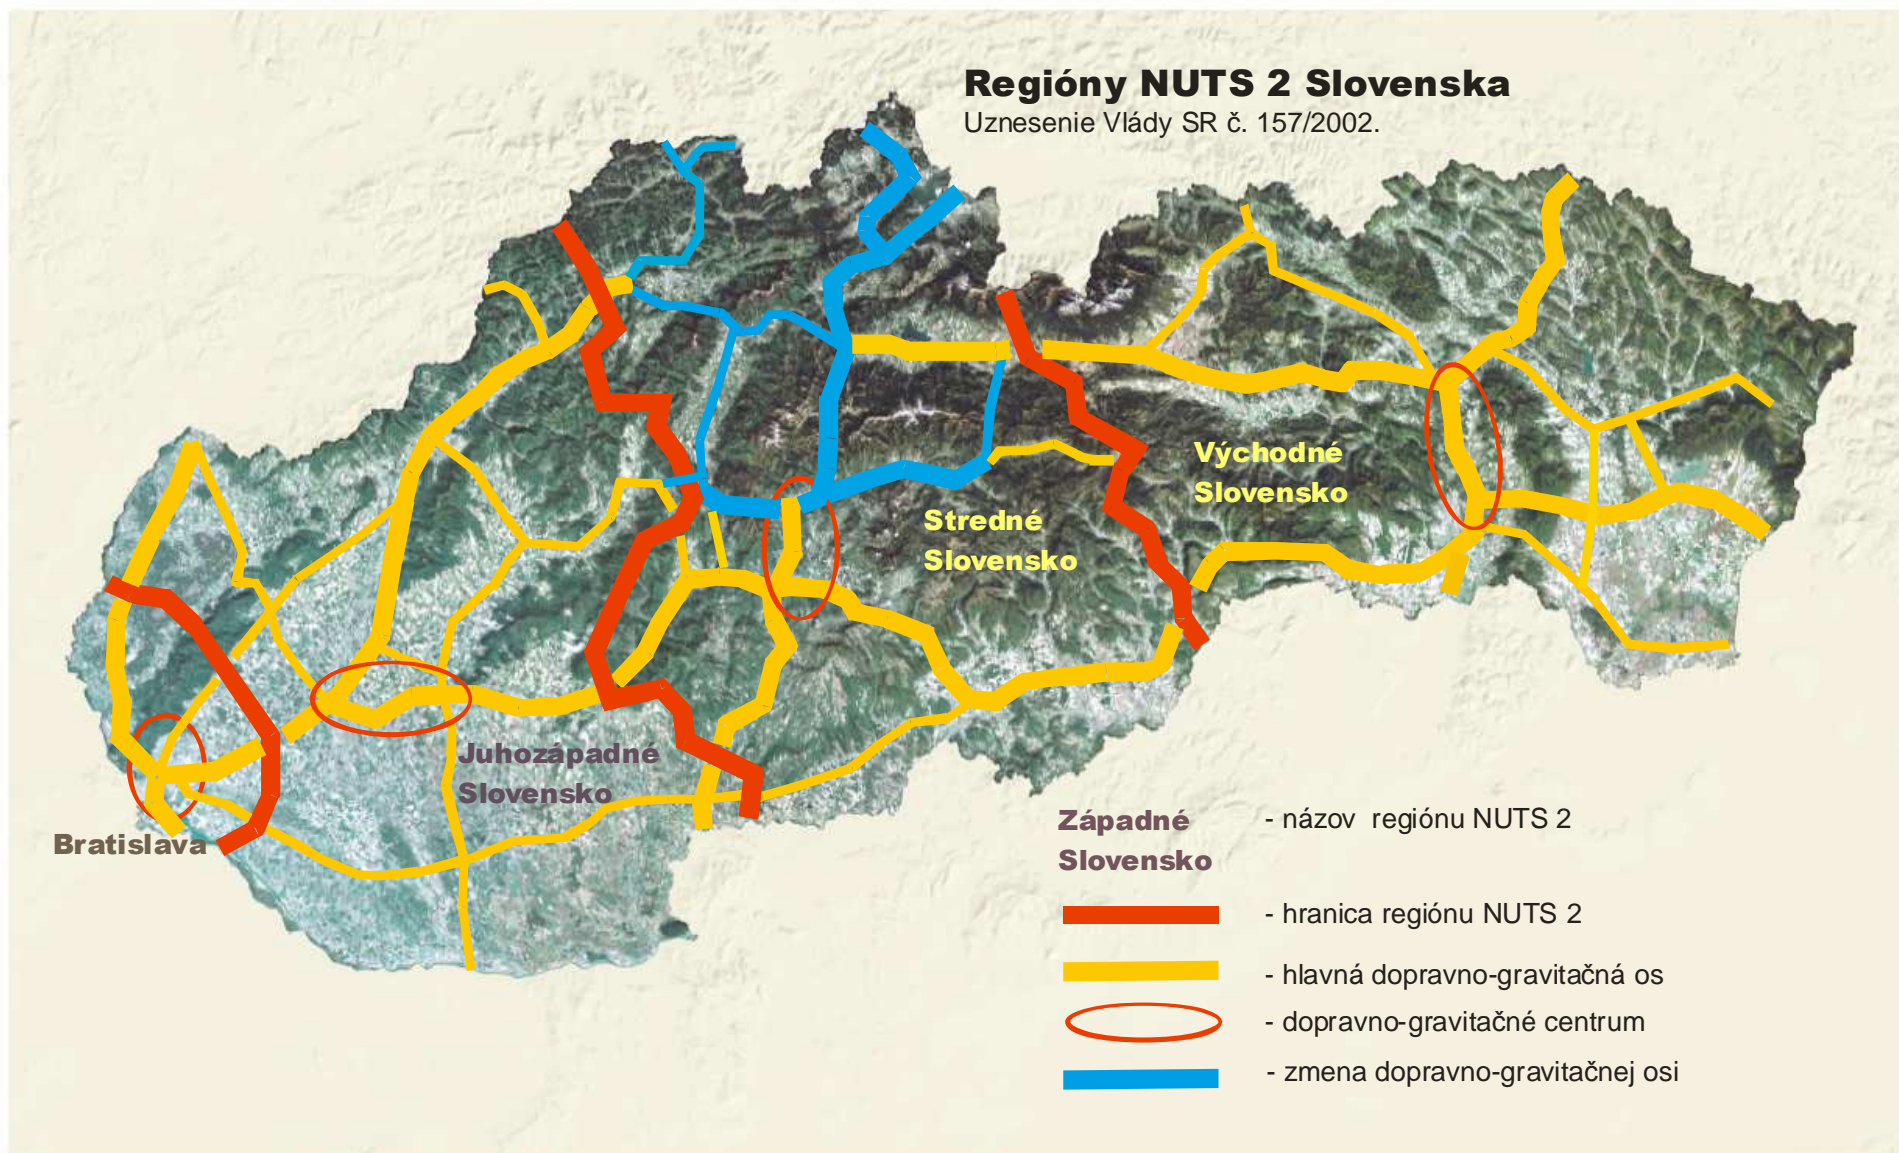 Regióny NUTS 2 Slovenska
Uznesenie Vlády SR č. 157/2002.
Východné
Slovensko
Stredné
Slovensko
Juhozápadné
Slovensko
Bratislava
Západné
Slovensko
- názov regiónu NUTS 2
- hranica regiónu NUTS 2
- hlavná dopravno-gravitačná os
- dopravno-gravitačné centrum
- zmena dopravno-gravitačnej osi